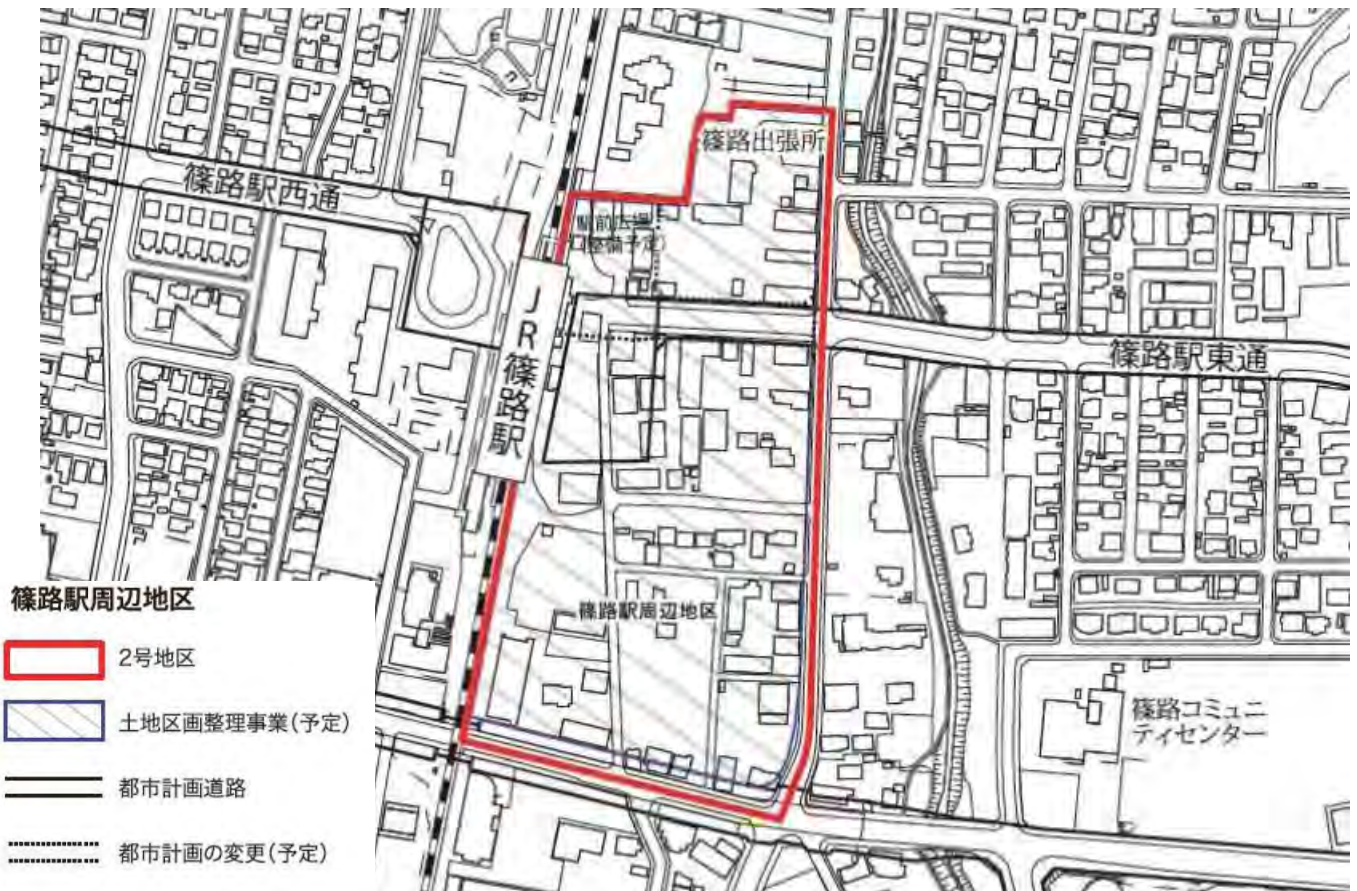 篠路出張所
篠路駅西通
駅前広場
(整備予定)
JR篠路駅
篠路駅東通
篠路駅周辺地区
篠路コミュニ
ティセンター
篠路駅周辺地区
2号地区
土地区画整理事業(予定)
都市計画道路
都市計画の変更(予定)